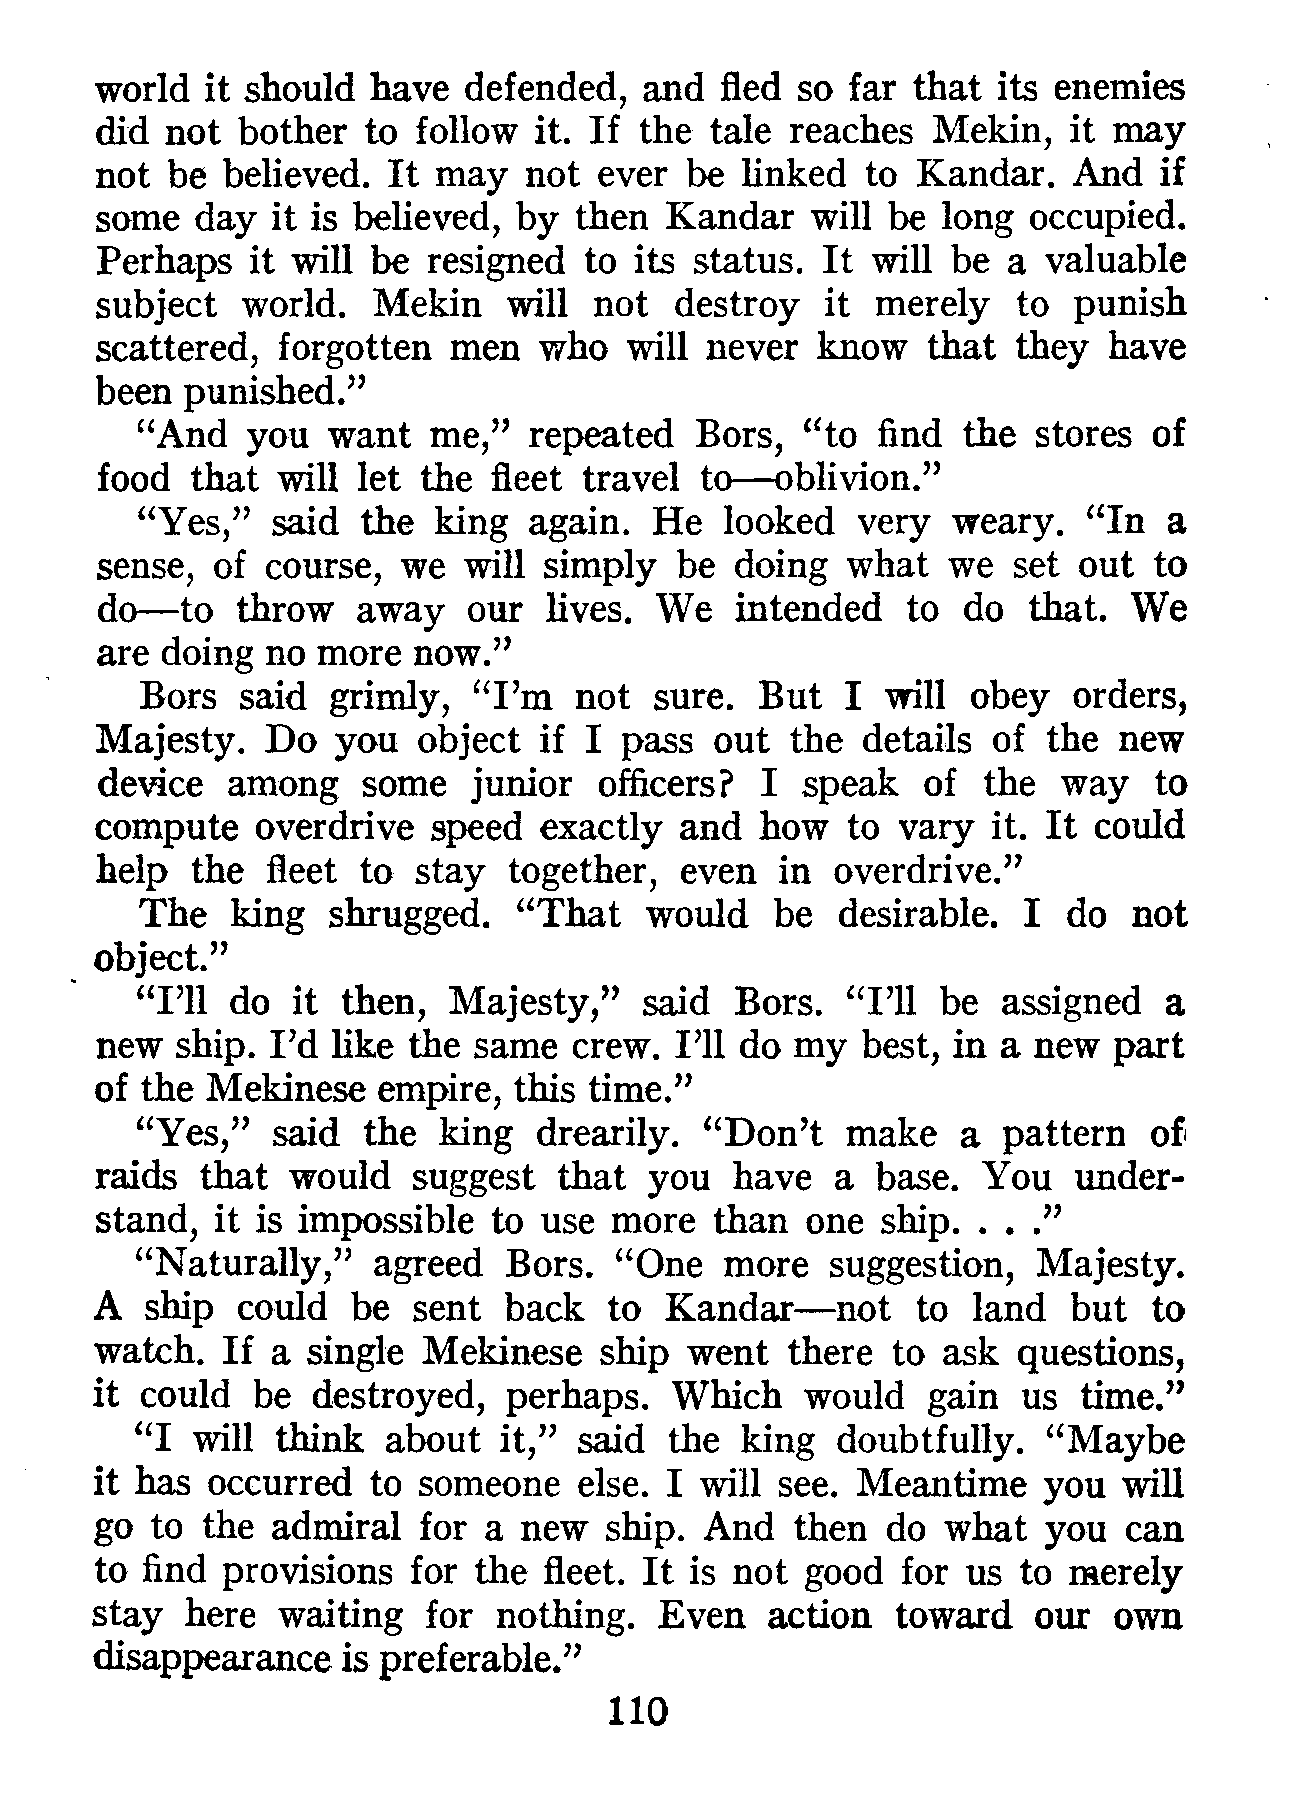 world it should have defended, and fled so far that its enemies
did not bother to follow it. If the tale reaches Mekin, it may
not be believed. It may not ever be linked to Kandar. And if
some day it is believed, by then Kandar will be long occupied.
Perhaps it will be resigned to its status. It will be a valuable
subject world. Mekin will not destroy it merely to punish
scattered, forgotten men who will never know that they have
been punished.”
“And you want me,” repeated Bors, “to find the stores of
food that will let the fleet travel to—oblivion.”
“Yes,” said the king again. He looked very weary. “In a
sense, of course, we will simply be doing what we set out to
do—to throw away our lives. We intended to do that. We
are doing no more now.”
Bors said grimly, “I’m not sure. But I will obey orders,
Majesty. Do you object if I pass out the details of the new
device among some junior officers? I speak of the way to
compute overdrive speed exactly and how to vary it. It could
help the fleet to stay together, even in overdrive.”
The king shrugged. “That would be desirable. I do not
object.”
“I’ll do it then, Majesty,” said Bors. “I’ll be assigned a
new ship. I’d like the same crew. I’ll do my best, in a new part
of the Mekinese empire, this time.”
“Yes,” said the king drearily. “Don’t make a pattern of
raids that would suggest that you have a base. You under-
stand, it is impossible to use more than one ship. . . .”
“Naturally,” agreed Bors. “One more suggestion, Majesty.
A ship could be sent back to Kandar—not to land but to
watch. If a single Mekinese ship went there to ask questions,
it could be destroyed, perhaps. Which would gain us time.”
“I will think about it,” said the king doubtfully. “Maybe
it has occurred to someone else. I will see. Meantime you will
go to the admiral for a new ship. And then do what you can
to find provisions for the fleet. It is not good for us to merely
stay here waiting for nothing. Even action toward our own
disappearance is preferable.”
110